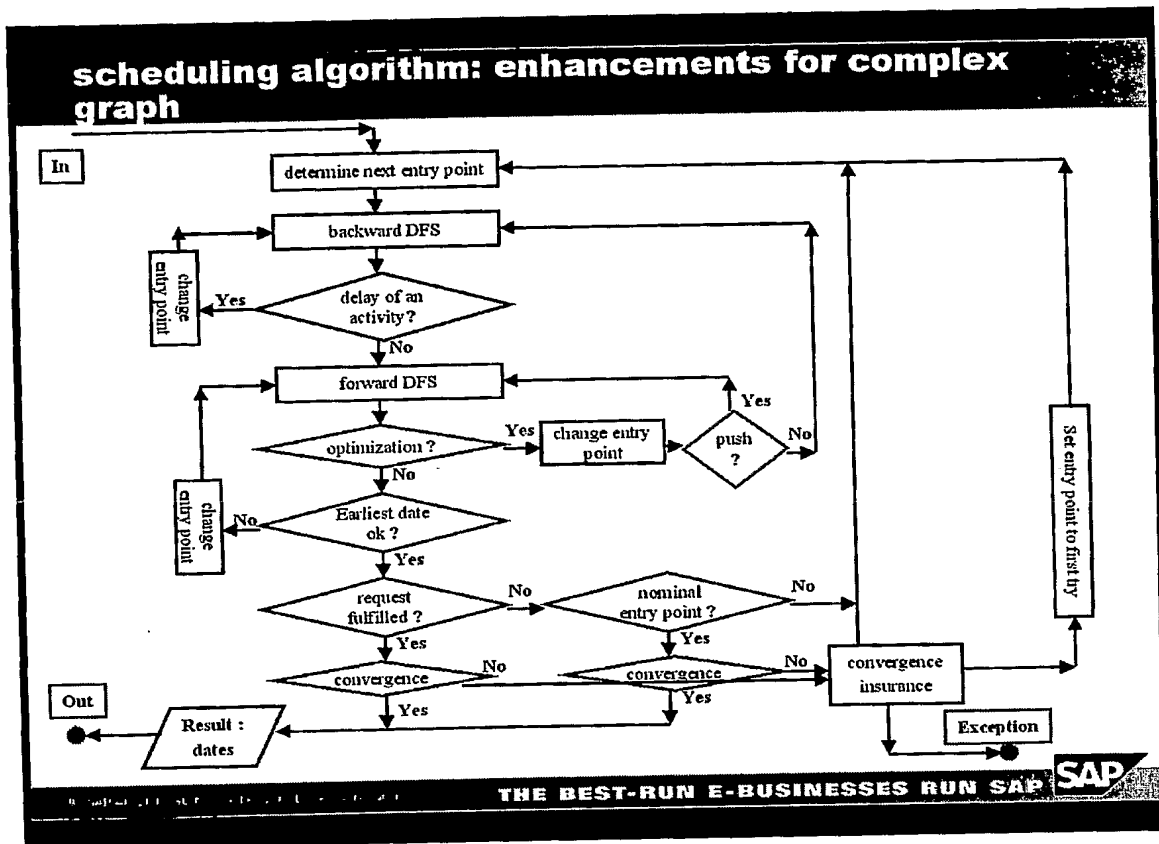 scheduling algorithm: enhancements for complex
graph
In
determine next entry point
backward DFS
change
entry point
Yes
delay of an
activity?
No
forward DFS
Yes
optimization ?
Yes
change entry
point
push
?
No
No
change
entry point
No
Earliest date
ok ?
Yes
request
fulfilled ?
No
nominal
entry point ?
No
Set entry point to first try
Yes
Yes
convergence
No
convergence
No
convergence
insurance
Out
Yes
Yes
Result :
dates
Exception
THE BEST-RUN E-BUSINESSES RUN SAP
SAP